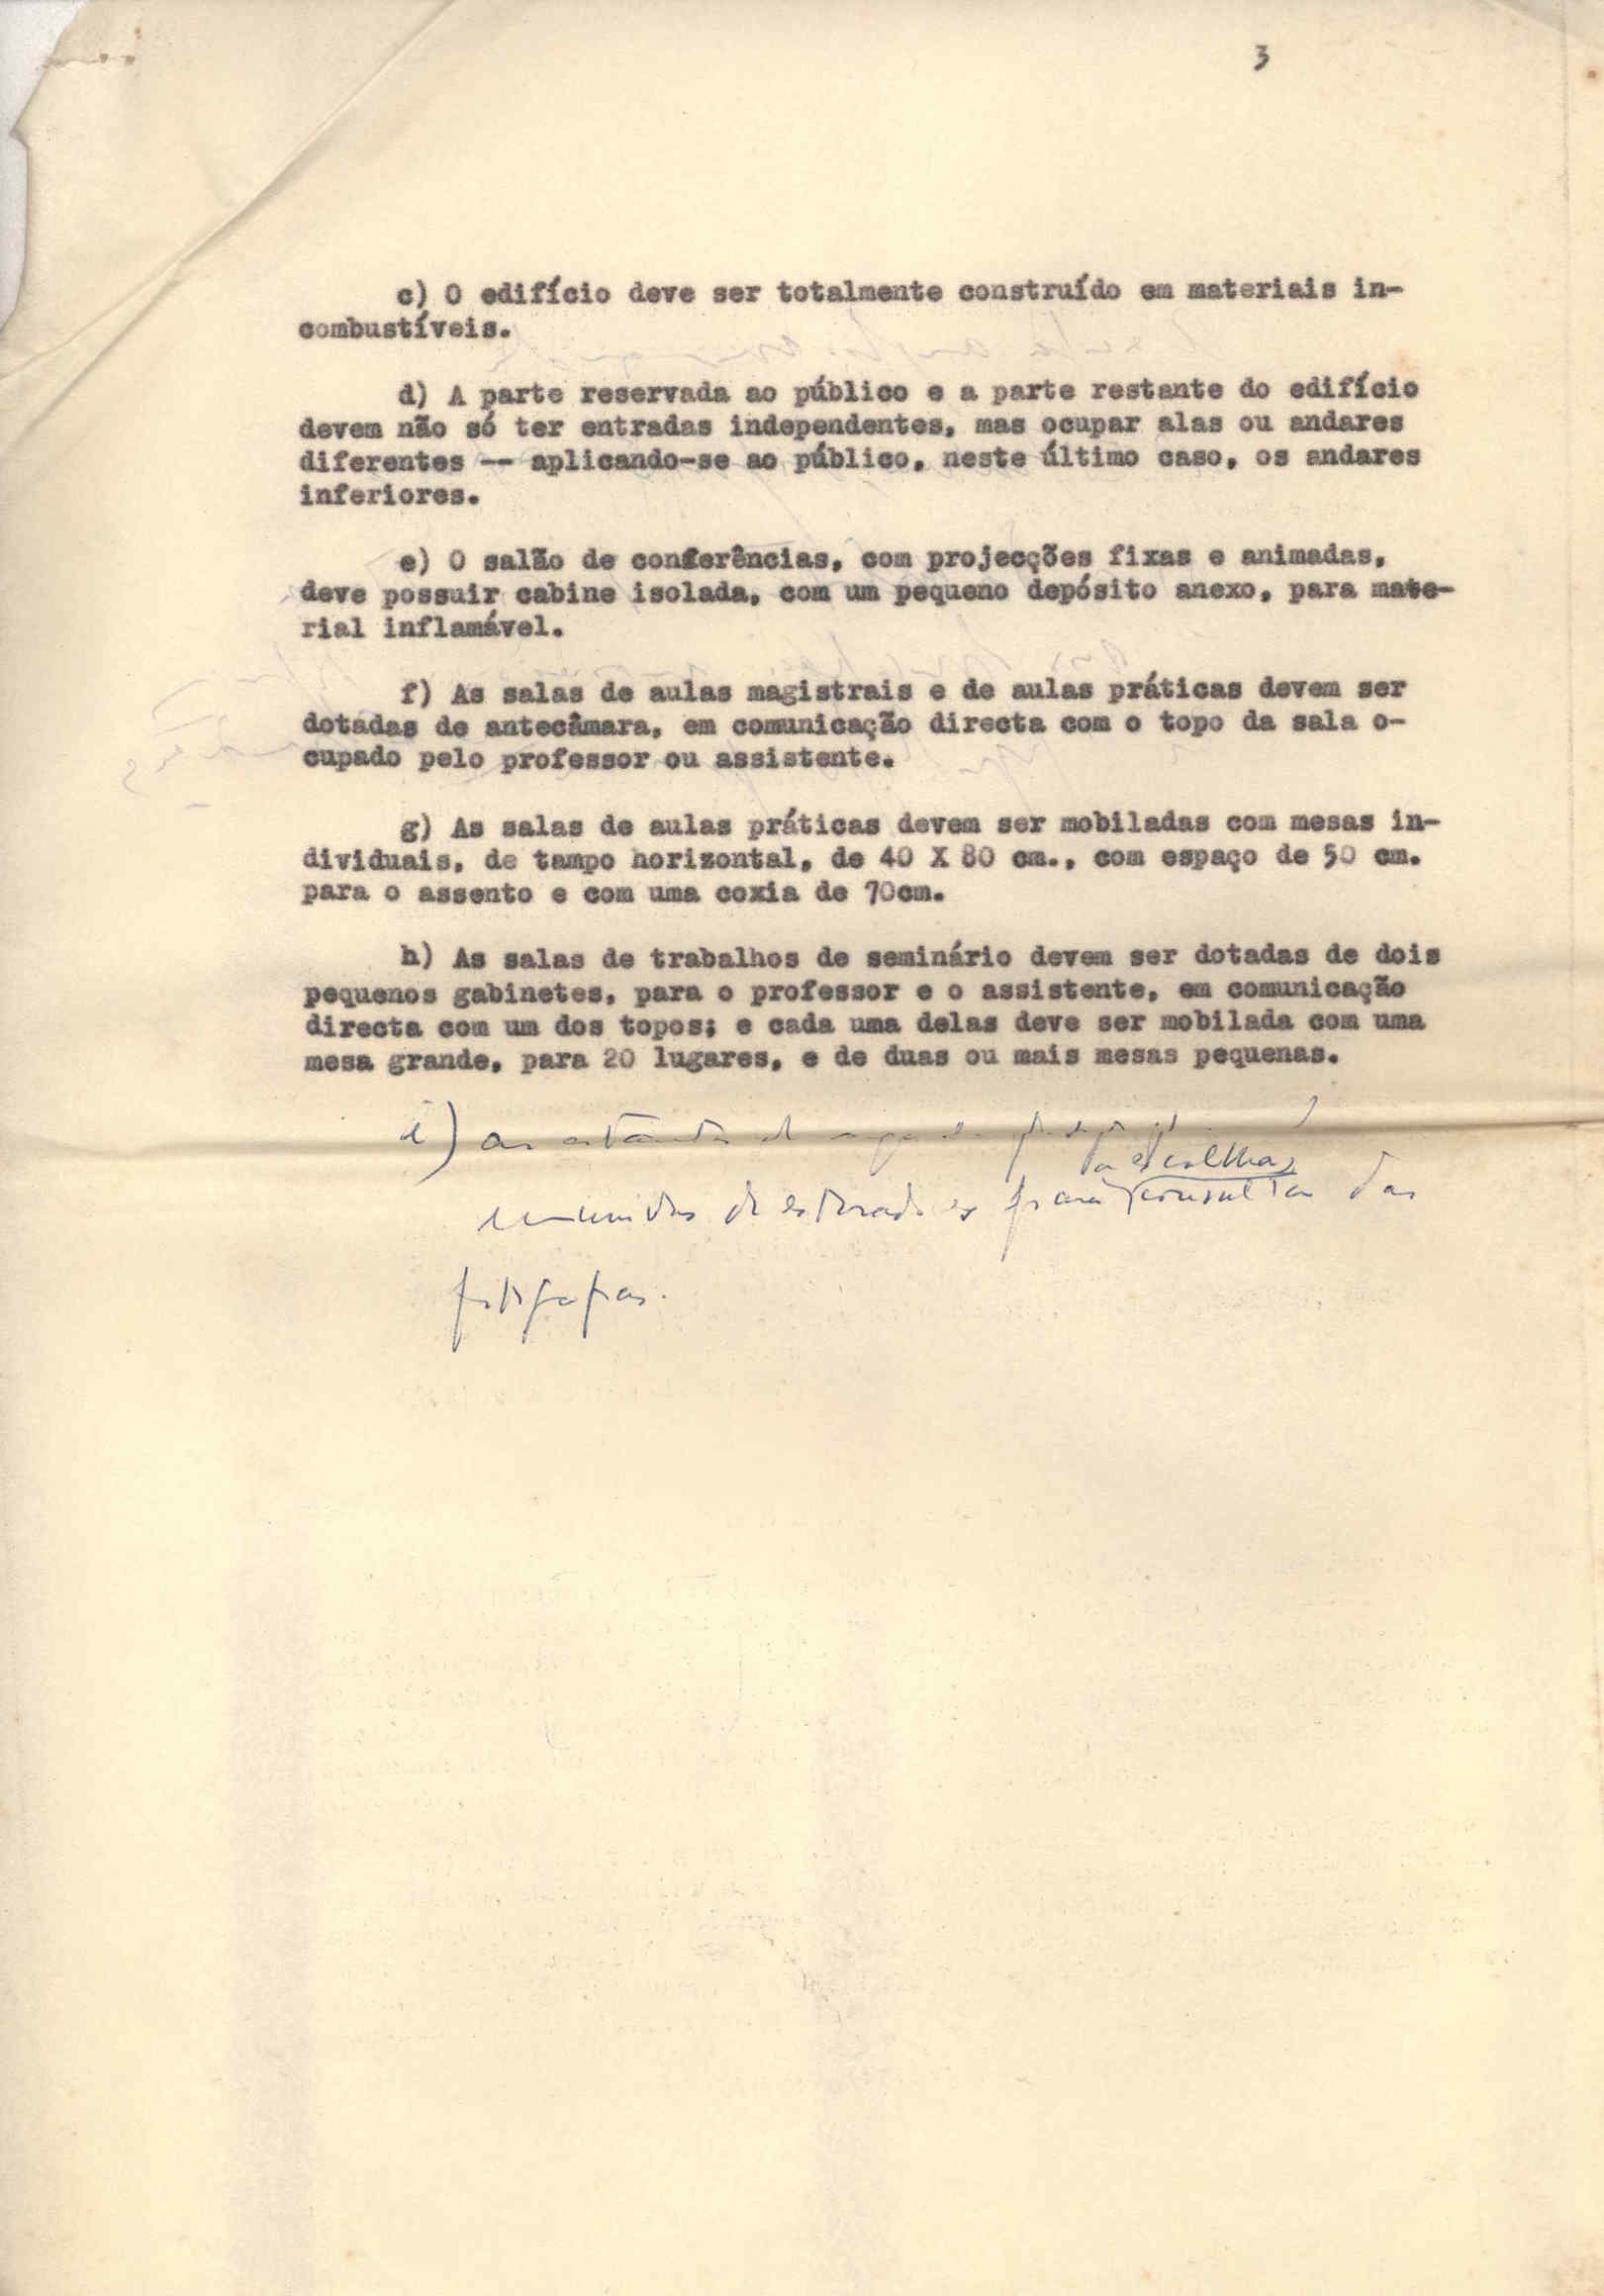 3
c) O edifício deve ser totalmente construído em materiais in-
combustíveis.
d) A parte reservada ao público e a parte restante do edifício
devem não só ter entradas independentes, mas ocupar alas ou andares
diferentes -- aplicando-se ao público, neste último caso, os andares
inferiores.
e) O salão de conferências, com projecções fixas e animadas,
deve possuir cabine isolada, com um pequeno depósito anexo, para mate-
rial inflamável.
f) As salas de aulas magistrais e de aulas práticas devem ser
dotadas de antecâmara, em comunicação directa com o topo da sala o-
cupado pelo professor ou assistente.
g) As salas de aulas práticas devem ser mobiladas com mesas in-
dividuais, de tampo horizontal, de 40 X 80 cm., com espaço de 50 cm.
para o assento e com uma coxia de 70cm.
h) As salas de trabalhos de seminário devem ser dotadas de dois
pequenos gabinetes, para o professor e o assistente, em comunicação
directa com um dos topos; e cada uma delas deve ser mobilada com uma
mesa grande, para 20 lugares, e de duas ou mais mesas pequenas.
i) as estantes
a escolha,
de para consulta das
fotografias.